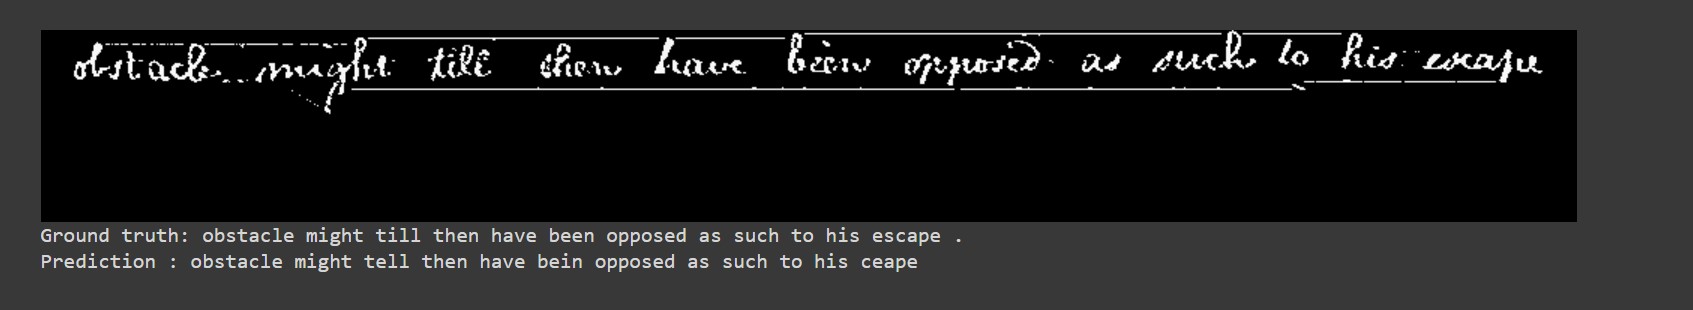 obstacle might till then have been opposed as such to his escape
Ground truth: obstacle might till then have been opposed as such to his escape .
Prediction : obstacle might tell then have bein opposed as such to his ceape